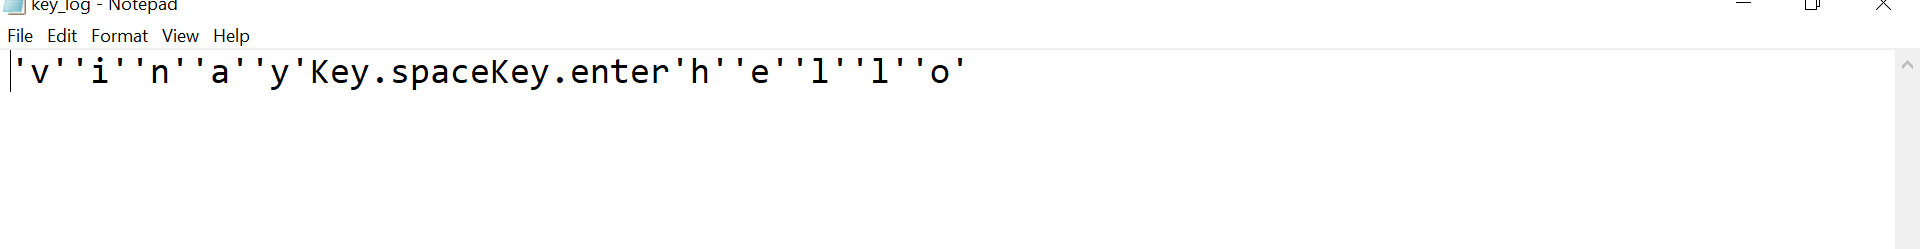 key_log - Notepad
File Edit Format View Help
'v''i''n''a''y'Key.spaceKey.enter'h''e''l''l''o'